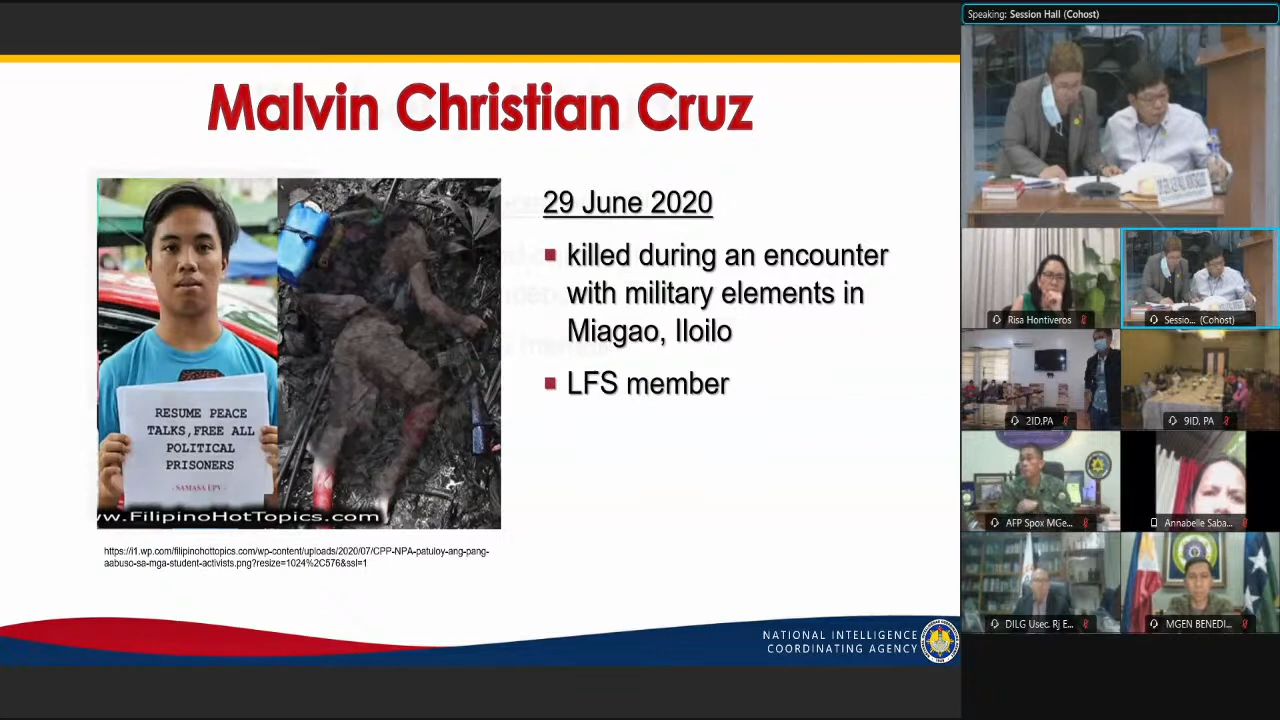 Speaking: Session Hall (Cohost)
Malvin Christian Cruz
RESUME PEACE
TALKS,FREE ALL
POLITICAL
PRISONERS
- SAMASA UPV -
w.FilipinoHotTopics.com
https://i1.wp.com/filipinohottopics.com/wp-content/uploads/2020/07/CPP-NPA-patuloy-ang-pang-
aabuso-sa-mga-student-activists.png?resize=1024%2C576&ssl=1
29 June 2020
killed during an encounter
with military elements in
Miagao, Iloilo
LFS member
NATIONAL INTELLIGENCE
COORDINATING AGENCY
Risa Hontiveros
Sessio... (Cohost)
2ID,PA
9ID, PA
AFP Spox MGe...
Annabelle Saba...
DILG Usec. Rj E...
MGEN BENEDI...